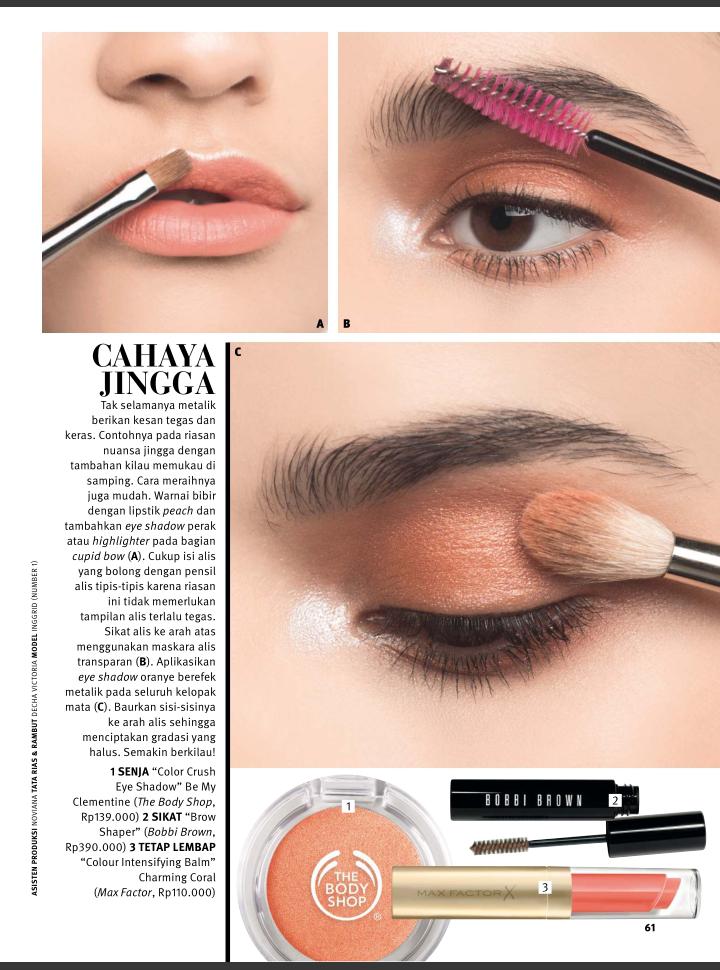 A
B
C
CAHAYA
JINGGA
Tak selamanya metalik
berikan kesan tegas dan
keras. Contohnya pada riasan
nuansa jingga dengan
tambahan kilau memukau di
samping. Cara meraihnya
juga mudah. Warnai bibir
dengan lipstik peach dan
tambahkan eye shadow perak
atau highlighter pada bagian
cupid bow (A). Cukup isi alis
yang bolong dengan pensil
alis tipis-tipis karena riasan
ini tidak memerlukan
tampilan alis terlalu tegas.
Sikat alis ke arah atas
menggunakan maskara alis
transparan (B). Aplikasikan
eye shadow oranye berefek
metalik pada seluruh kelopak
mata (C). Baurkan sisi-sisinya
ke arah alis sehingga
menciptakan gradasi yang
halus. Semakin berkilau!
1 SENJA “Color Crush
Eye Shadow” Be My
Clementine (The Body Shop,
Rp139.000) 2 SIKAT “Brow
Shaper” (Bobbi Brown,
Rp390.000) 3 TETAP LEMBAP
“Colour Intensifying Balm”
Charming Coral
(Max Factor, Rp110.000)
ASISTEN PRODUKSI NOVIANA TATA RIAS & RAMBUT DECHA VICTORIA MODEL INGGRID (NUMBER 1)
1
THE
BODY
SHOP
®
BOBBI BROWN
2
MAX FACTOR X
3
61